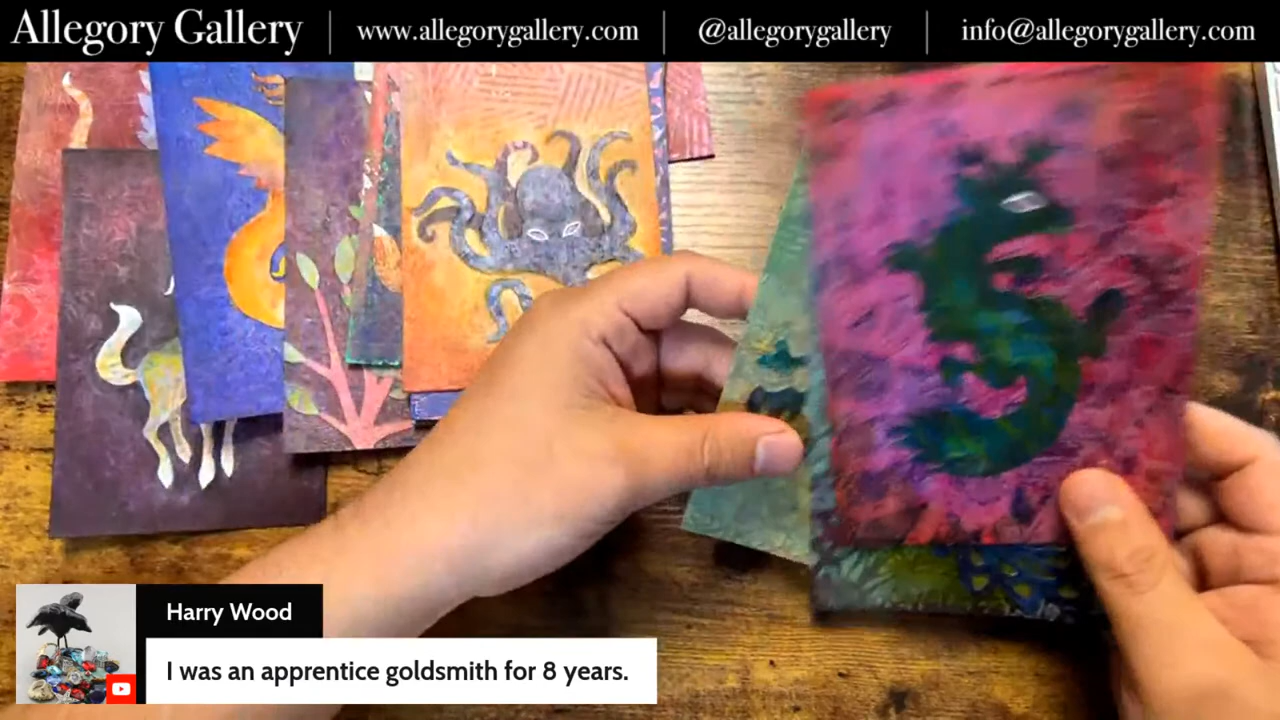 Allegory Gallery | www.allegorygallery.com | @allegorygallery | info@allegorygallery.com
Harry Wood
I was an apprentice goldsmith for 8 years.